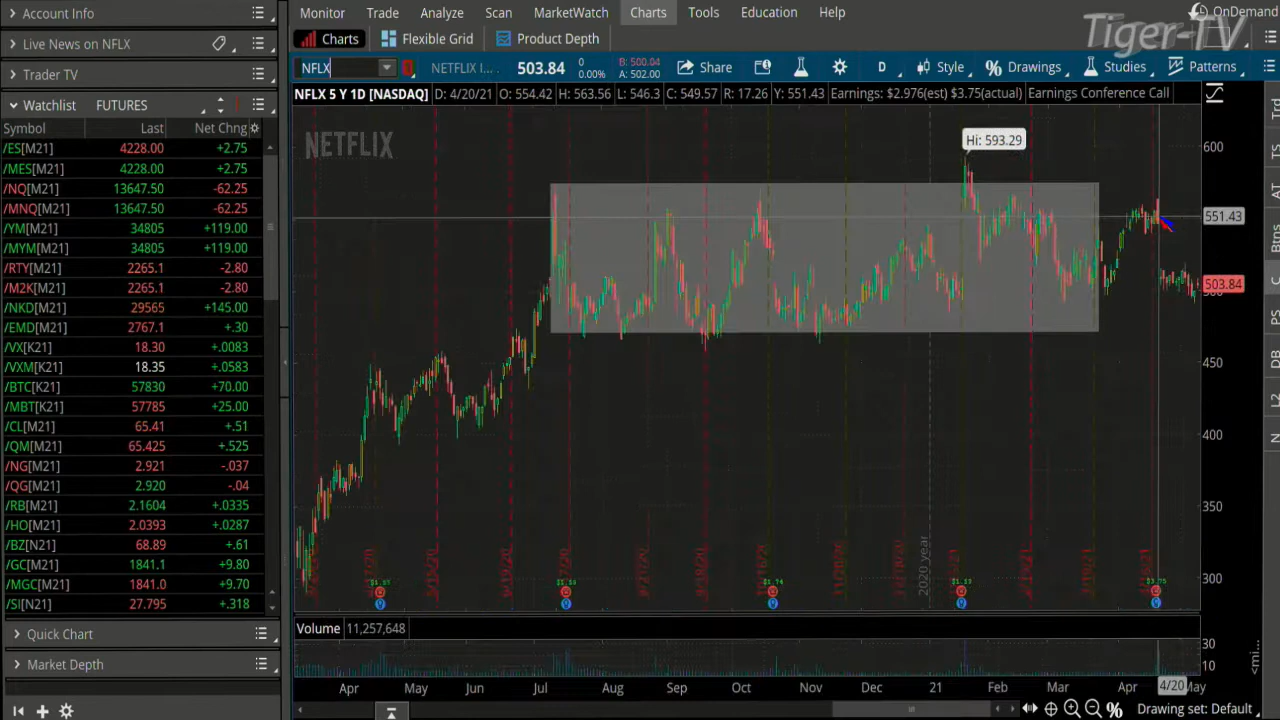 Account Info
Live News on NFLX
Trader TV
Watchlist FUTURES
Symbol Last Net Chng
/ES[M21] 4228.00 +2.75
/MES[M21] 4228.00 +2.75
/NQ[M21] 13647.50 -62.25
/MNQ[M21] 13647.50 -62.25
/YM[M21] 34805 +119.00
/MYM[M21] 34805 +119.00
/RTY[M21] 2265.1 -2.80
/M2K[M21] 2265.1 -2.80
/NKD[M21] 29565 +145.00
/EMD[M21] 2767.1 +.30
/VX[K21] 18.30 +.0083
/VXM[K21] 18.35 +.0583
/BTC[K21] 57830 +70.00
/MBT[K21] 57785 +25.00
/CL[M21] 65.41 +.51
/QM[M21] 65.425 +.525
/NG[M21] 2.921 -.037
/QG[M21] 2.920 -.04
/RB[M21] 2.1604 +.0335
/HO[M21] 2.0393 +.0287
/BZ[N21] 68.89 +.61
/GC[M21] 1841.1 +9.80
/MGC[M21] 1841.0 +9.70
/SI[N21] 27.795 +.318
Quick Chart
Market Depth
Monitor Trade Analyze Scan MarketWatch Charts Tools Education Help
OnDemand
Tiger-TV
Charts Flexible Grid Product Depth
NFLX NETFLIX I... 503.84 0 B: 500.04
0.00% A: 502.00
Share D Style Drawings Studies Patterns
NFLX 5 Y 1D [NASDAQ] D: 4/20/21 O: 554.42 H: 563.56 L: 546.3 C: 549.57 R: 17.26 Y: 551.43 Earnings: $2.976(est) $3.75(actual) Earnings Conference Call
NETFLIX
Hi: 593.29
600
551.43
503.84
450
400
350
300
2020 year
Volume 11,257,648
30
10
Apr May Jun Jul Aug Sep Oct Nov Dec 21 Feb Mar Apr 4/20 May
Drawing set: Default
Trd
AT
Btns
C
PS
DB
L2
N